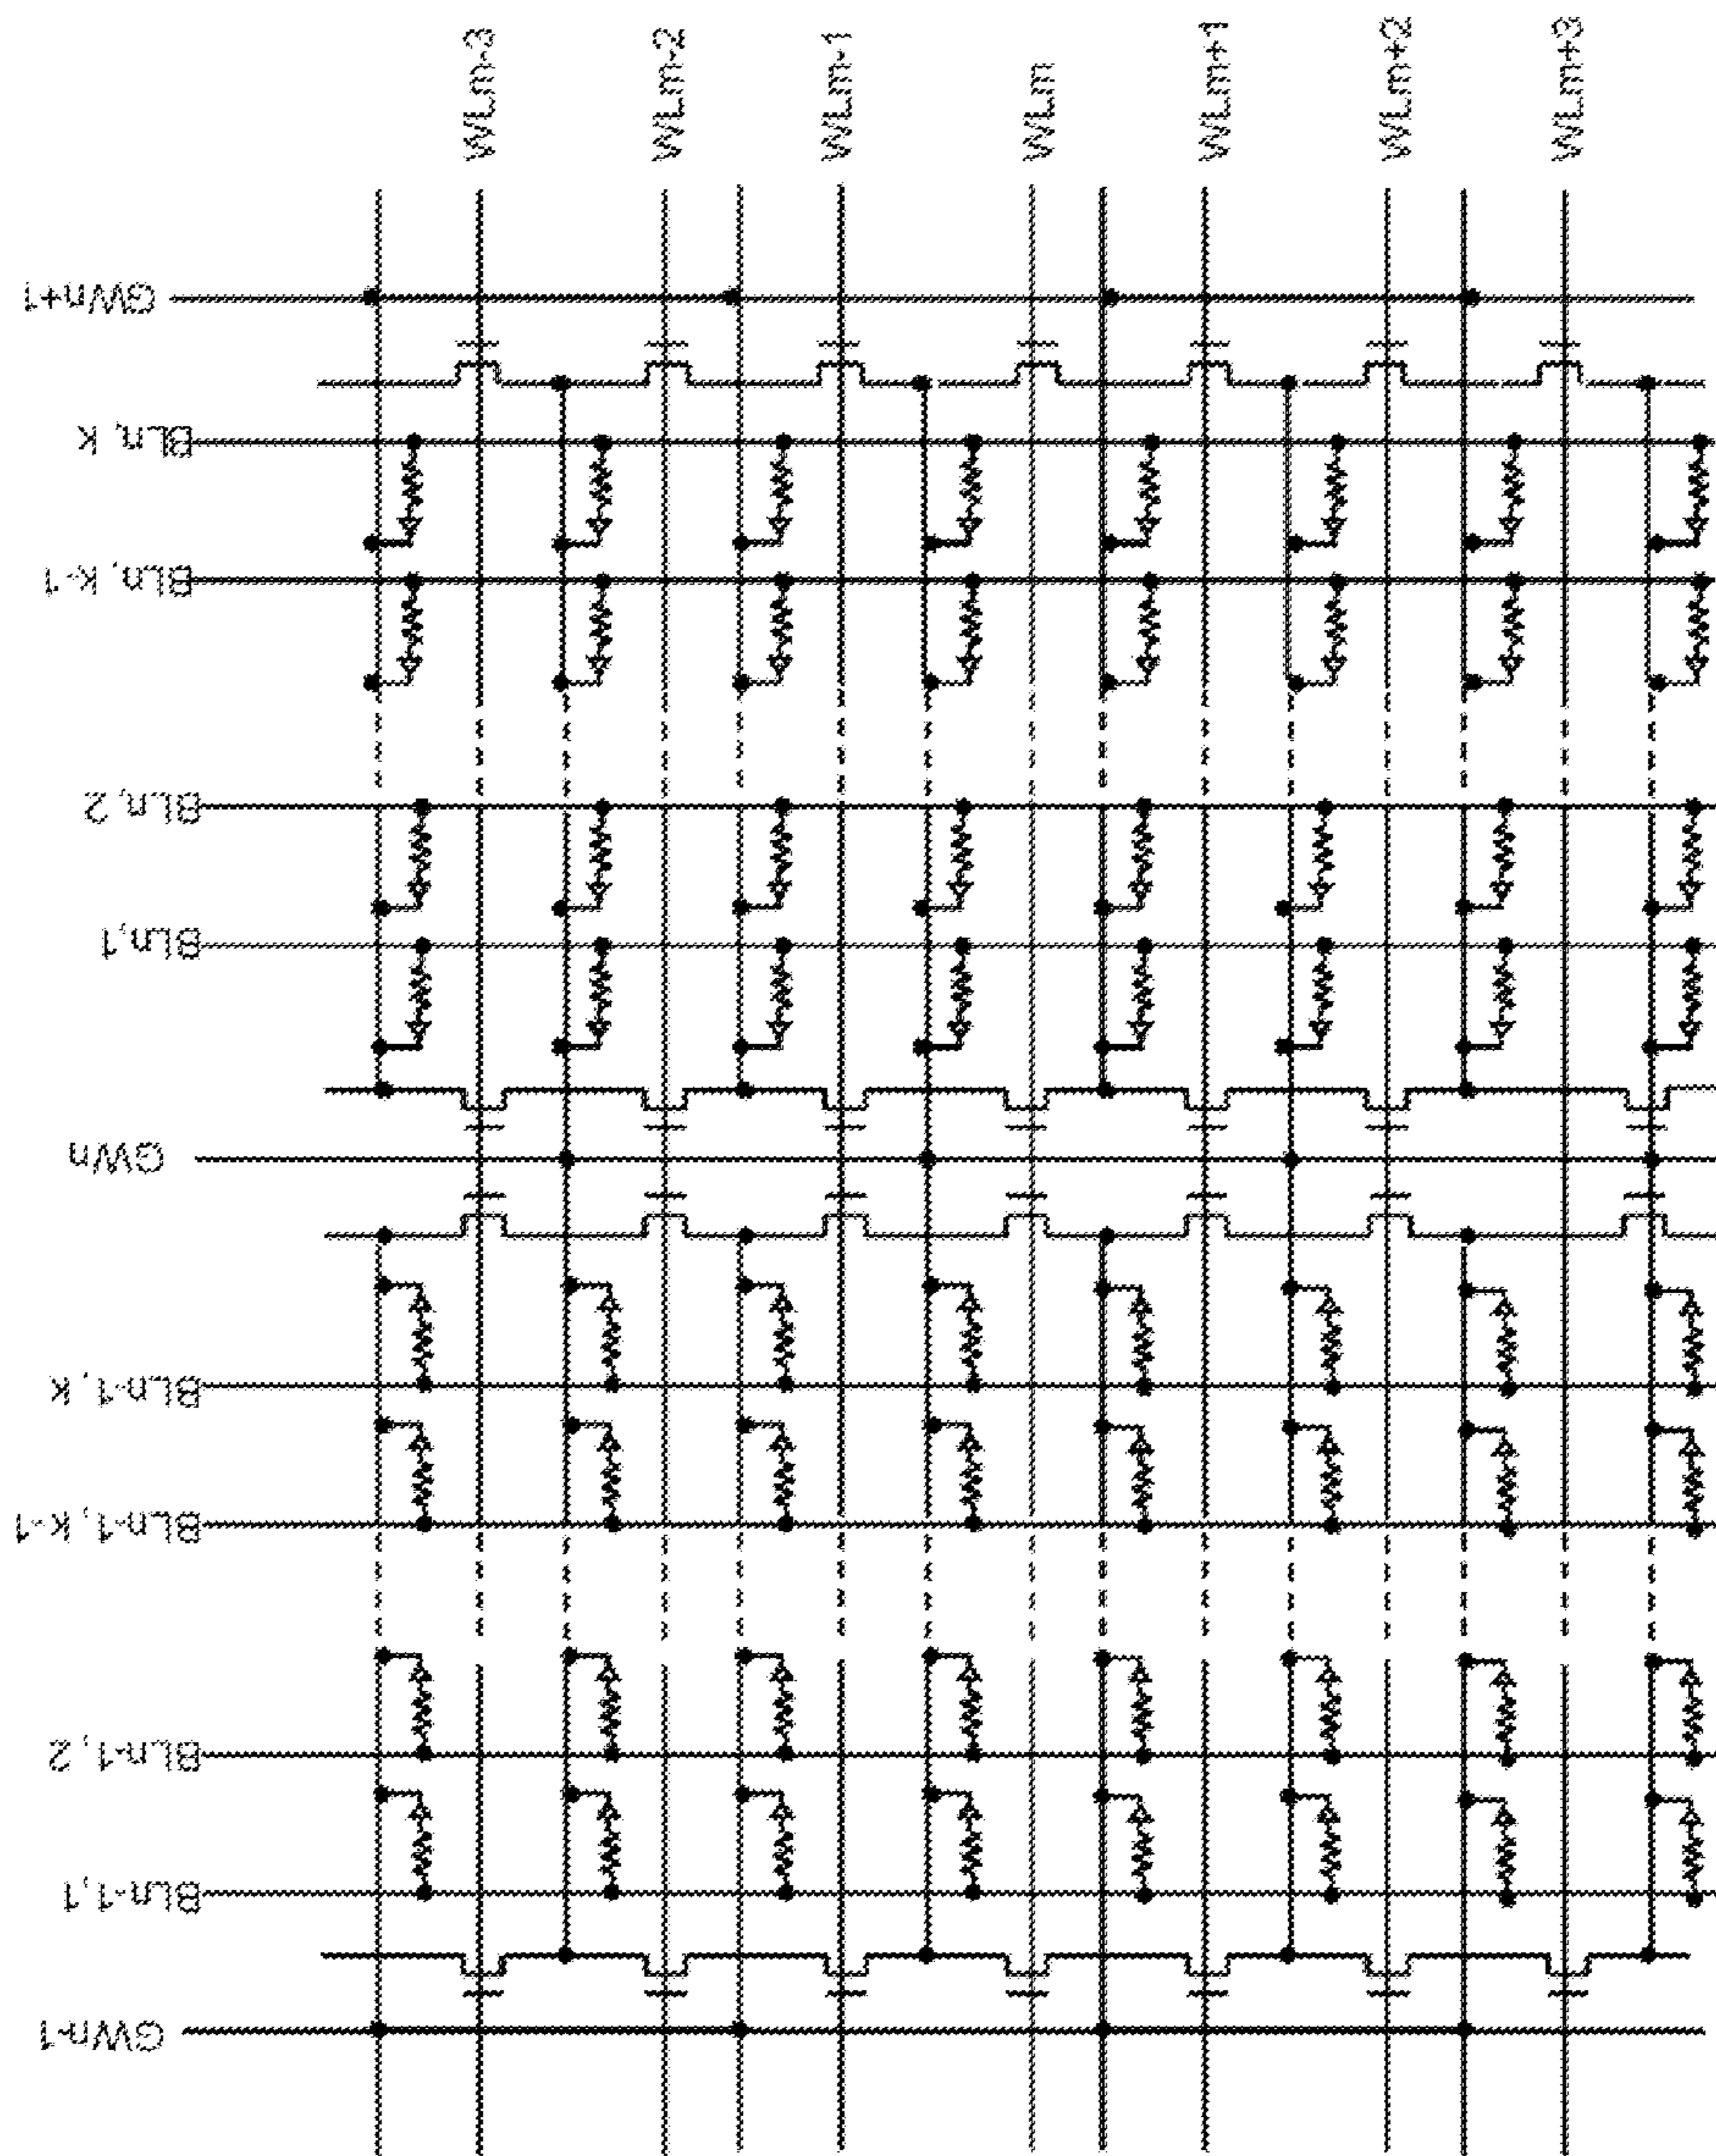 WLm-3
WLm-2
WLm-1
WLm
WLm+1
WLm+2
WLm+3
GWn+1
BLn, k
BLn, k-1
BLn, 2
BLn,1
GWn
BLn-1, k
BLn-1, k-1
BLn-1, 2
BLn-1,1
GWn-1